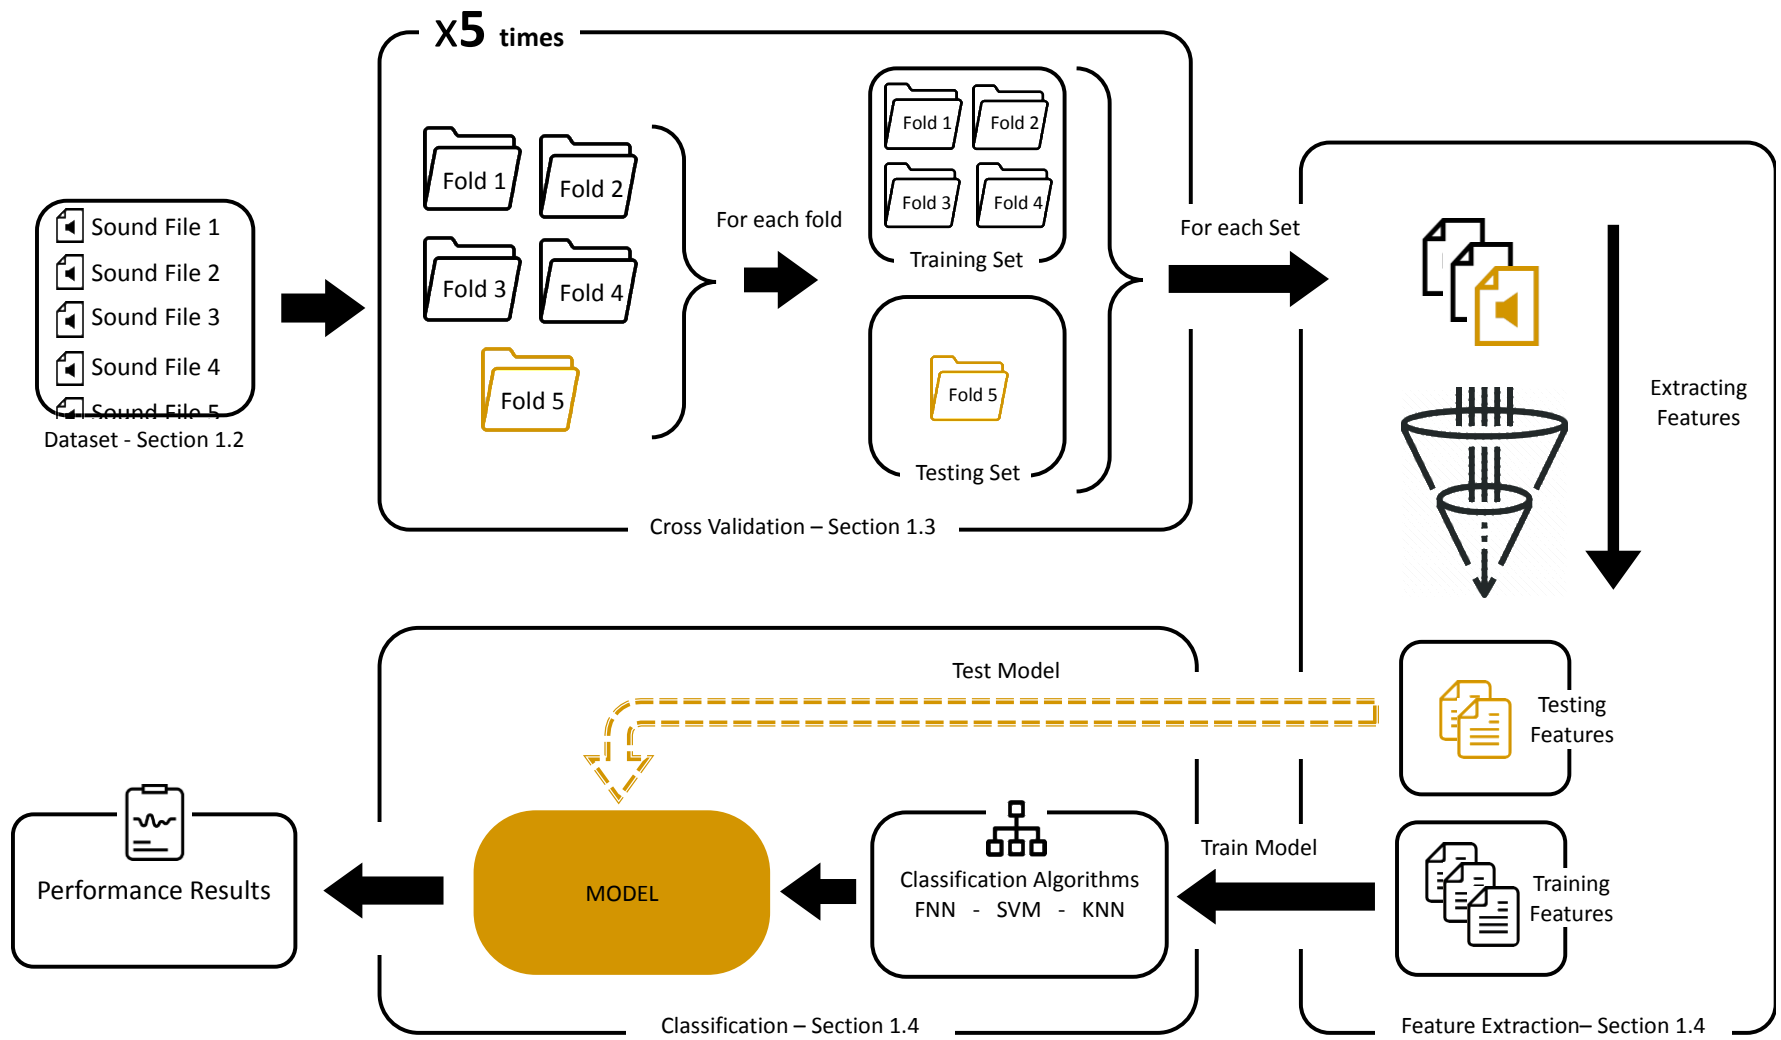 X5 times
Sound File 1
Sound File 2
Sound File 3
Sound File 4
Sound File 5
Dataset - Section 1.2
Fold 1
Fold 2
Fold 3
Fold 4
Fold 5
For each fold
Fold 1
Fold 2
Fold 3
Fold 4
Training Set
Fold 5
Testing Set
Cross Validation – Section 1.3
For each Set
Extracting
Features
Testing
Features
Training
Features
Feature Extraction– Section 1.4
Test Model
Train Model
Classification Algorithms
FNN - SVM - KNN
MODEL
Classification – Section 1.4
Performance Results